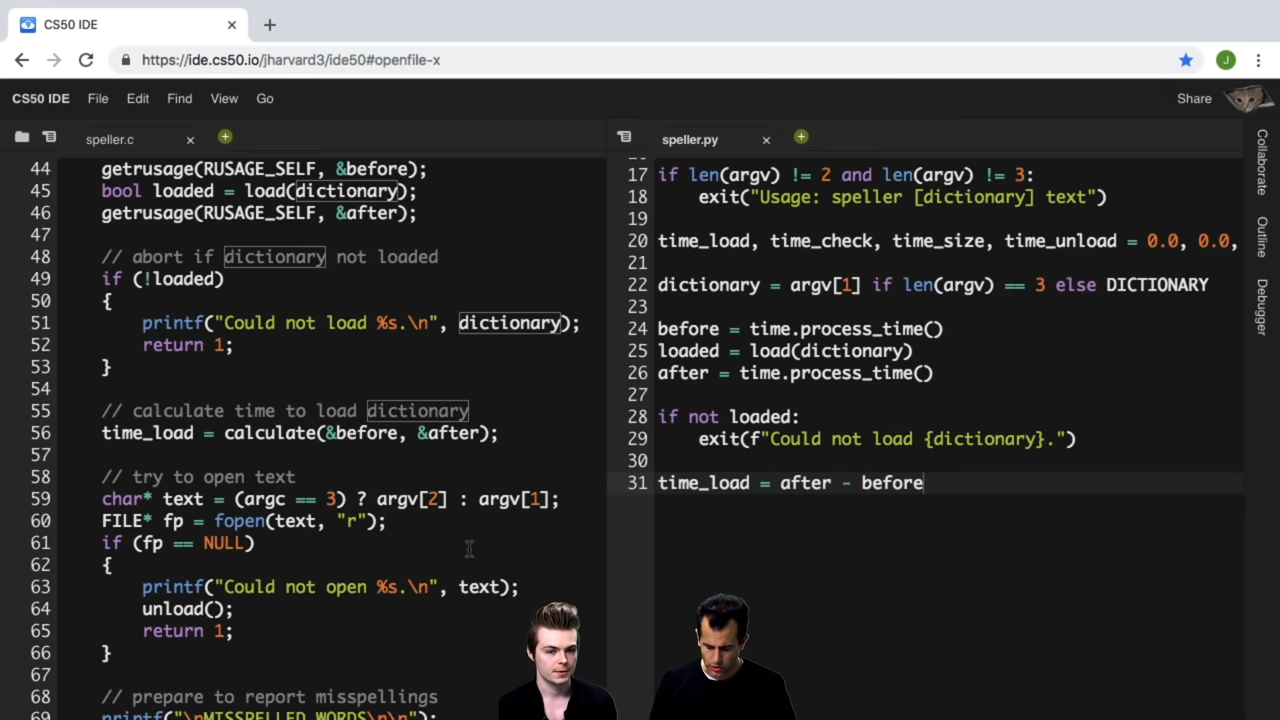 CS50 IDE
https://ide.cs50.io/jharvard3/ide50#openfile-x
J
CS50 IDE File Edit Find View Go Share
speller.c
44 getrusage(RUSAGE_SELF, &before);
45 bool loaded = load(dictionary);
46 getrusage(RUSAGE_SELF, &after);
47
48 // abort if dictionary not loaded
49 if (!loaded)
50 {
51 printf("Could not load %s.\n", dictionary);
52 return 1;
53 }
54
55 // calculate time to load dictionary
56 time_load = calculate(&before, &after);
57
58 // try to open text
59 char* text = (argc == 3) ? argv[2] : argv[1];
60 FILE* fp = fopen(text, "r");
61 if (fp == NULL)
62 {
63 printf("Could not open %s.\n", text);
64 unload();
65 return 1;
66 }
67
68 // prepare to report misspellings
69 printf("\nMISSPELLED WORDS\n\n");
speller.py
17 if len(argv) != 2 and len(argv) != 3:
18 exit("Usage: speller [dictionary] text")
19
20 time_load, time_check, time_size, time_unload = 0.0, 0.0,
21
22 dictionary = argv[1] if len(argv) == 3 else DICTIONARY
23
24 before = time.process_time()
25 loaded = load(dictionary)
26 after = time.process_time()
27
28 if not loaded:
29 exit(f"Could not load {dictionary}.")
30
31 time_load = after - before
Collaborate
Outline
Debugger